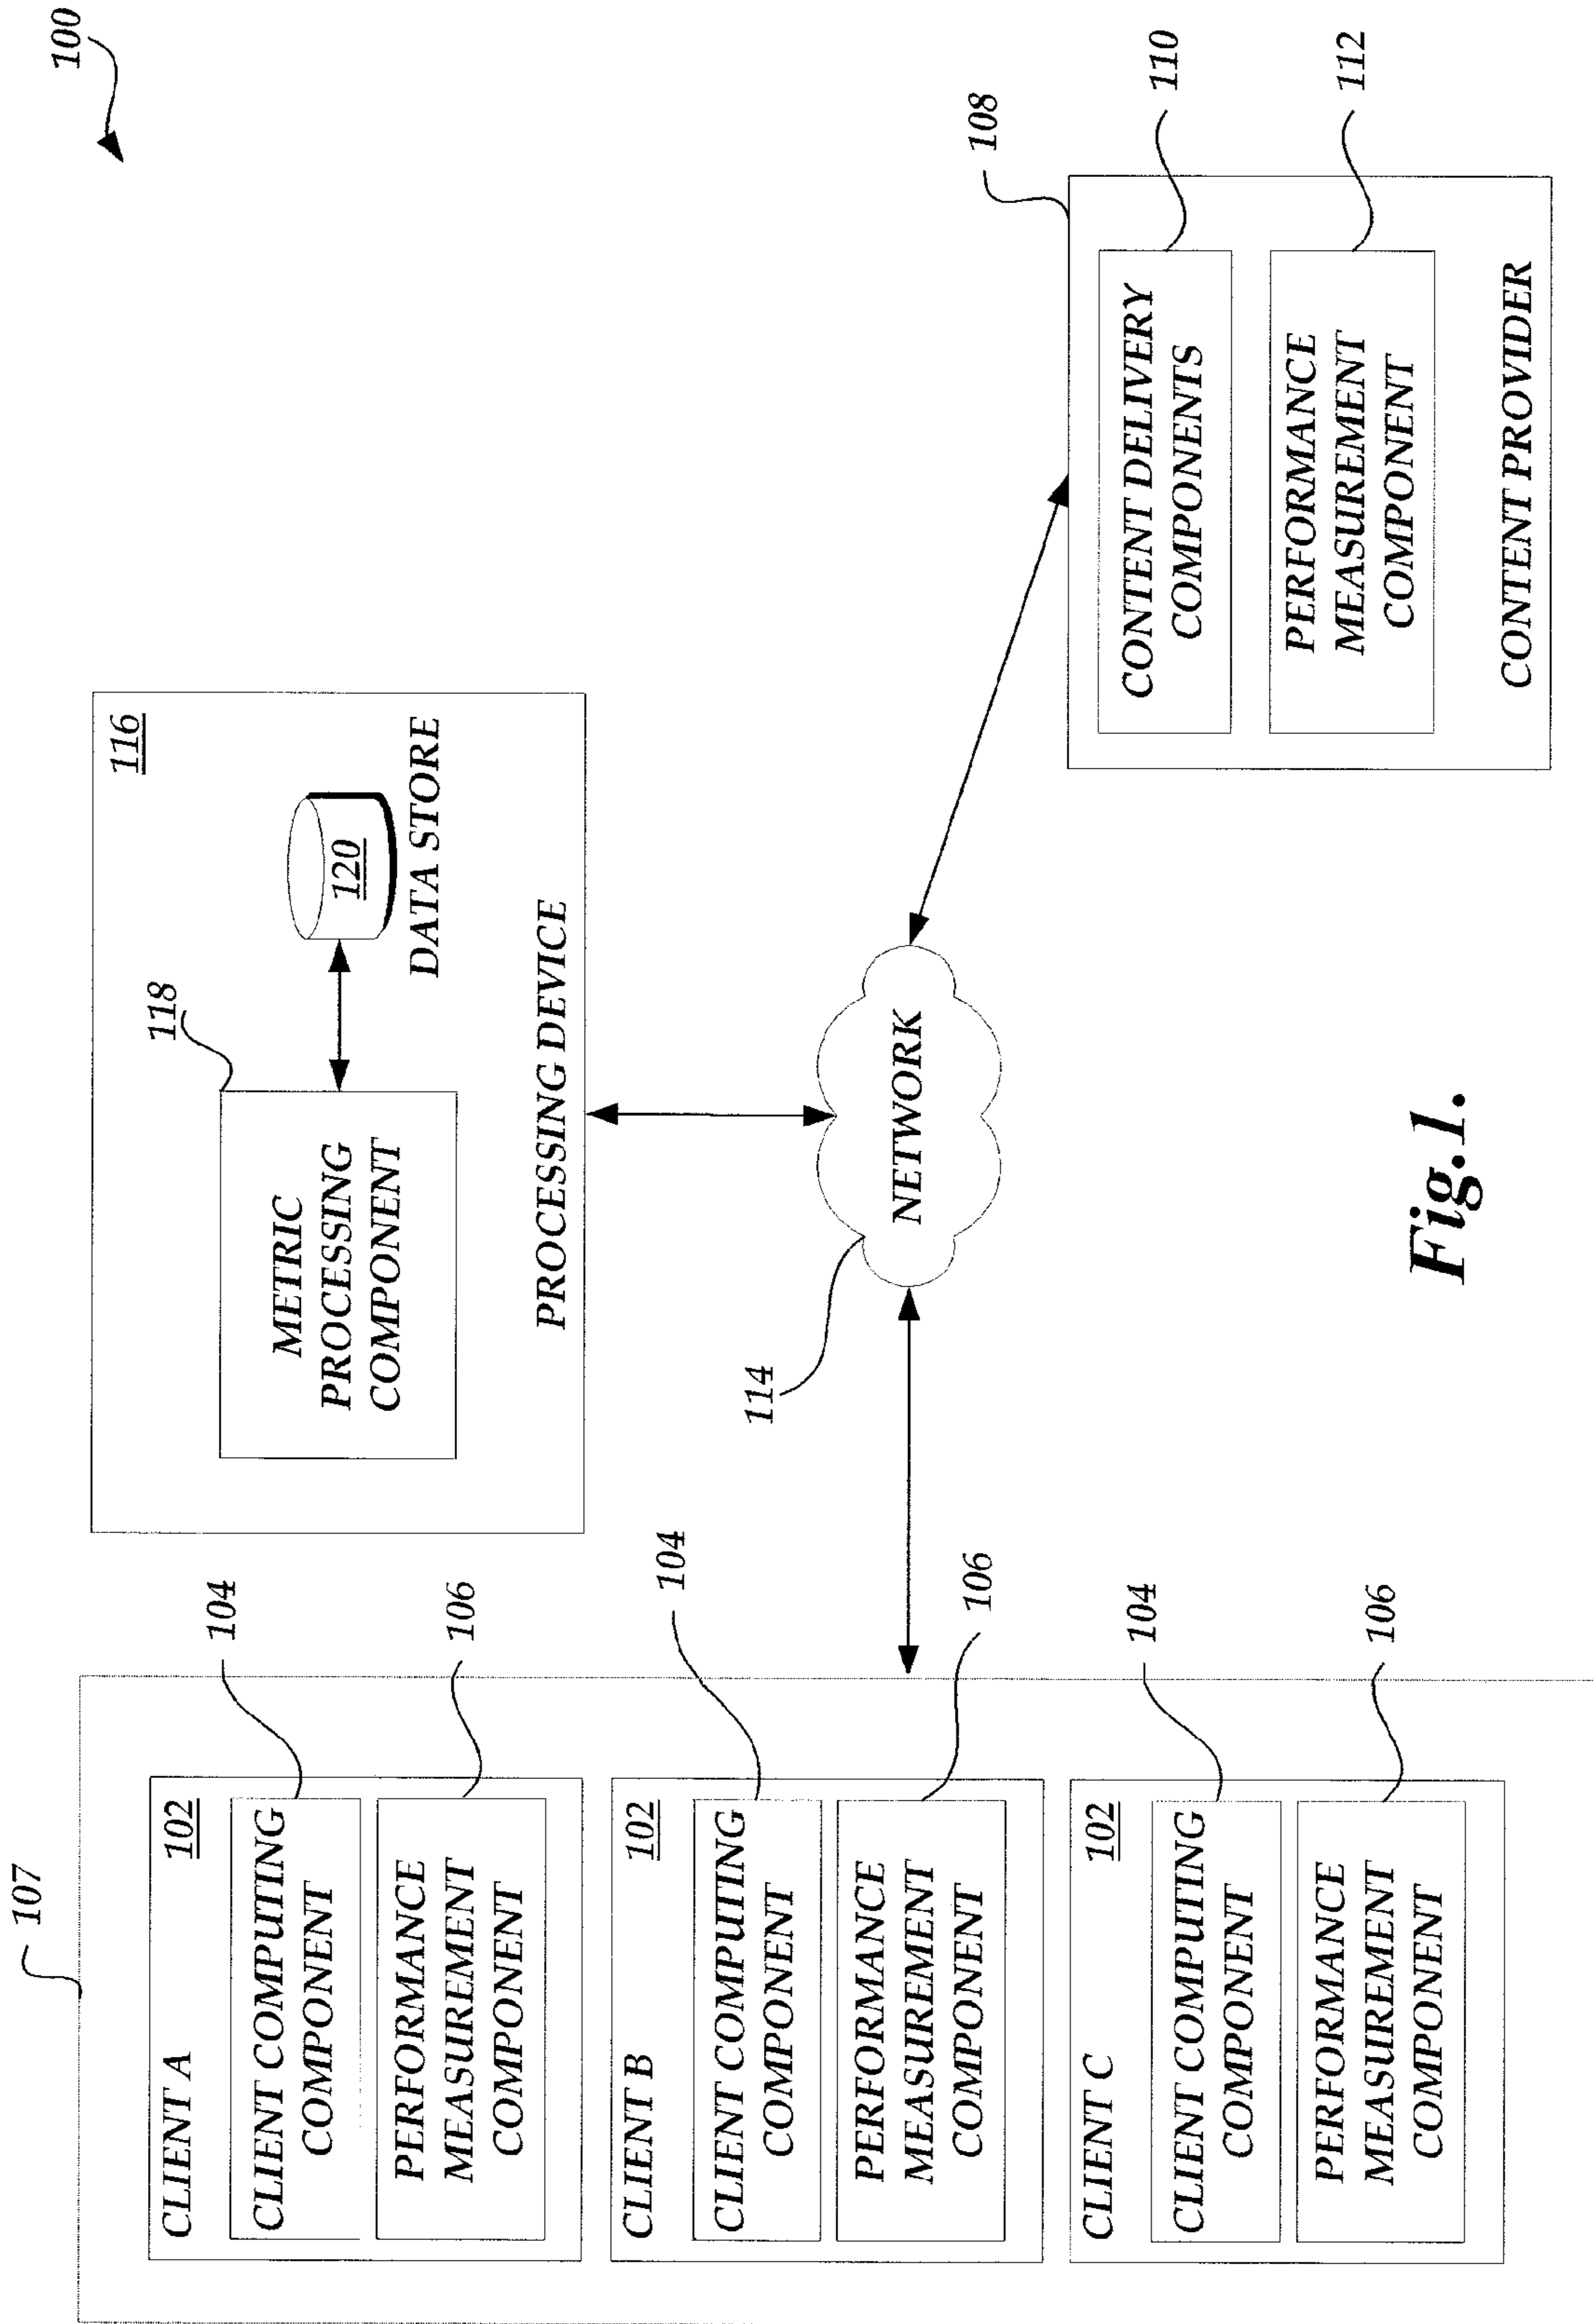 100
107
CLIENT A
102
CLIENT COMPUTING
COMPONENT
104
PERFORMANCE
MEASUREMENT
COMPONENT
106
CLIENT B
102
CLIENT COMPUTING
COMPONENT
104
PERFORMANCE
MEASUREMENT
COMPONENT
106
CLIENT C
102
CLIENT COMPUTING
COMPONENT
104
PERFORMANCE
MEASUREMENT
COMPONENT
106
116
118
METRIC
PROCESSING
COMPONENT
120
DATA STORE
PROCESSING DEVICE
114
NETWORK
108
CONTENT DELIVERY
COMPONENTS
110
PERFORMANCE
MEASUREMENT
COMPONENT
112
CONTENT PROVIDER
Fig.1.